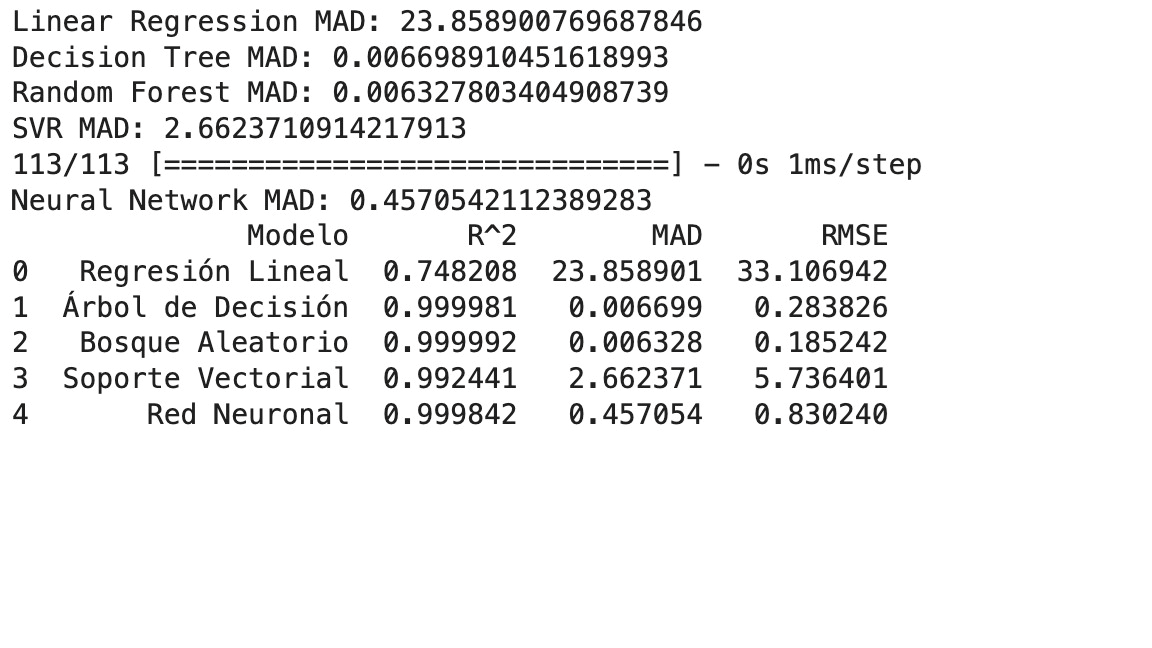 Linear Regression MAD: 23.858900769687846
Decision Tree MAD: 0.006698910451618993
Random Forest MAD: 0.006327803404908739
SVR MAD: 2.6623710914217913
113/113 [==============================] - 0s 1ms/step
Neural Network MAD: 0.4570542112389283
Modelo R^2 MAD RMSE
0 Regresión Lineal 0.748208 23.858901 33.106942
1 Árbol de Decisión 0.999981 0.006699 0.283826
2 Bosque Aleatorio 0.999992 0.006328 0.185242
3 Soporte Vectorial 0.992441 2.662371 5.736401
4 Red Neuronal 0.999842 0.457054 0.830240